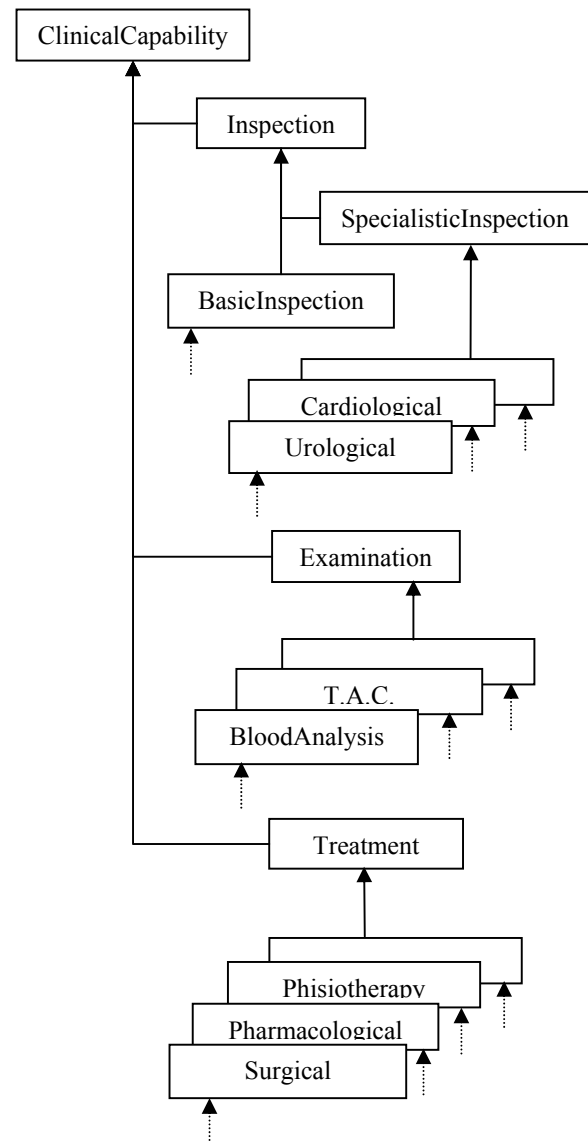 ClinicalCapability
Inspection
SpecialisticInspection
BasicInspection
Cardiological
Urological
Examination
T.A.C.
BloodAnalysis
Treatment
Phisiotherapy
Pharmacological
Surgical